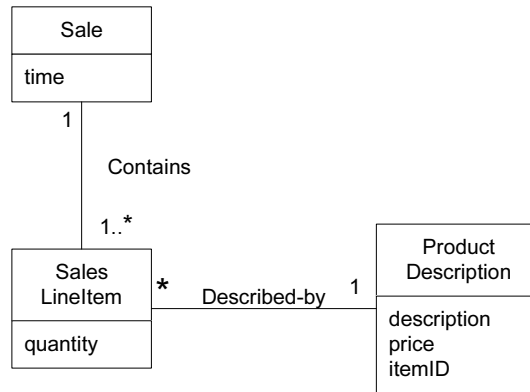 Sale
time
1
Contains
1..*
Sales
LineItem
quantity
*
Described-by
1
Product
Description
description
price
itemID